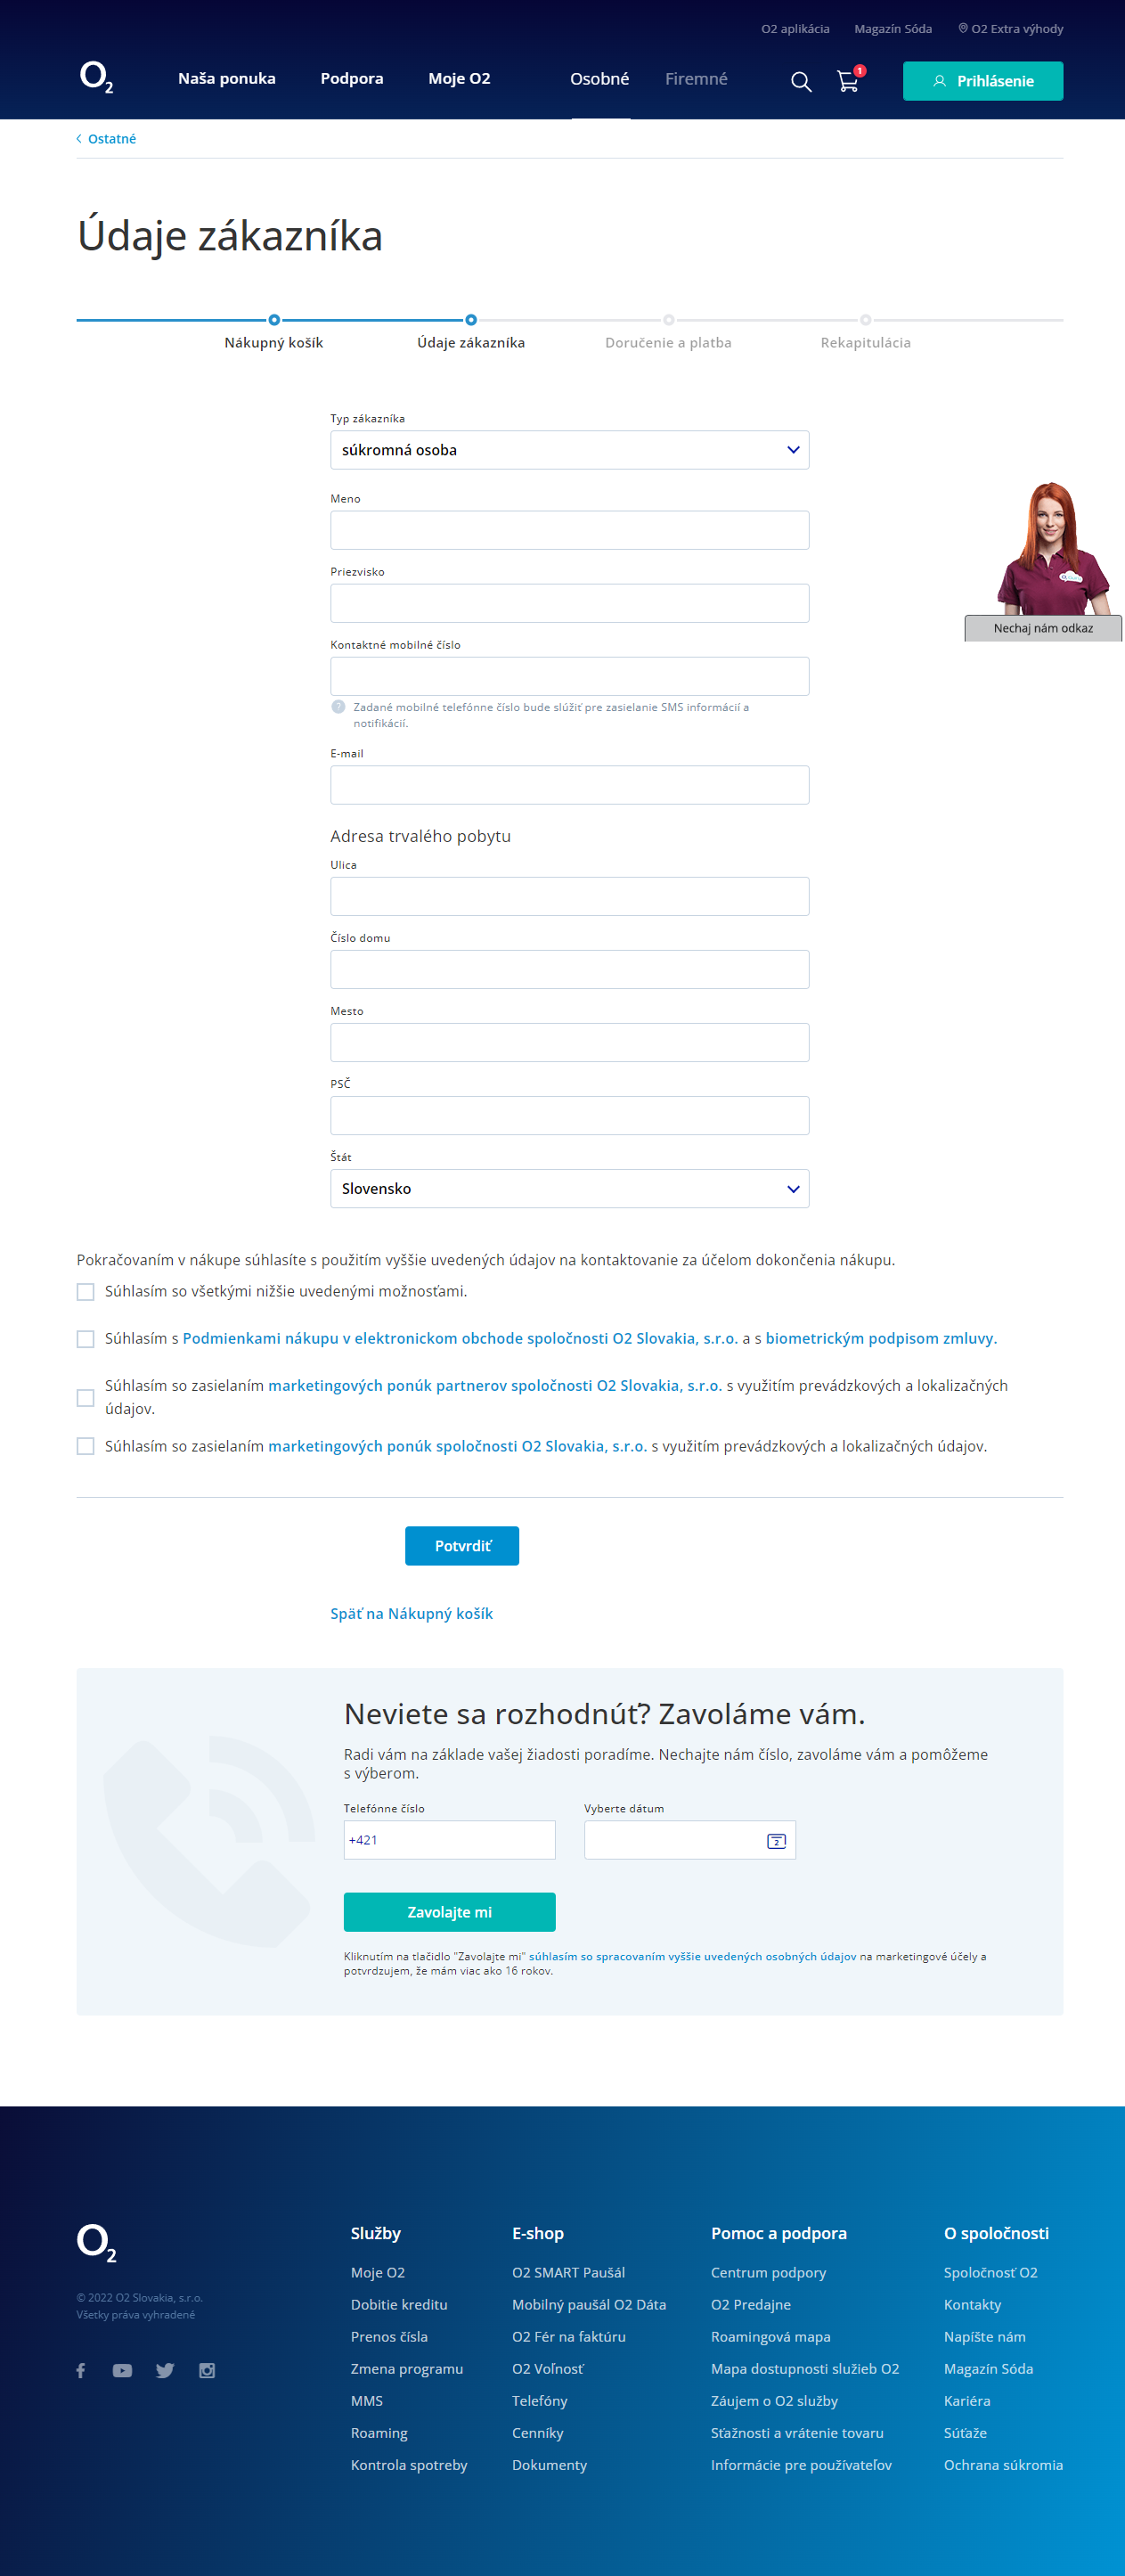 O2 aplikácia
Magazín Sóda
O2 Extra výhody
O2
Naša ponuka
Podpora
Moje O2
Osobné
Firemné
1
Prihlásenie
Ostatné
Údaje zákazníka
Nákupný košík
Údaje zákazníka
Doručenie a platba
Rekapitulácia
Typ zákazníka
súkromná osoba
Meno
Priezvisko
Kontaktné mobilné číslo
? Zadané mobilné telefónne číslo bude slúžiť pre zasielanie SMS informácií a
notifikácií.
E-mail
Nechaj nám odkaz
Adresa trvalého pobytu
Ulica
Číslo domu
Mesto
PSČ
Štát
Slovensko
Pokračovaním v nákupe súhlasíte s použitím vyššie uvedených údajov na kontaktovanie za účelom dokončenia nákupu.
Súhlasím so všetkými nižšie uvedenými možnosťami.
Súhlasím s Podmienkami nákupu v elektronickom obchode spoločnosti O2 Slovakia, s.r.o. a s biometrickým podpisom zmluvy.
Súhlasím so zasielaním marketingových ponúk partnerov spoločnosti O2 Slovakia, s.r.o. s využitím prevádzkových a lokalizačných
údajov.
Súhlasím so zasielaním marketingových ponúk spoločnosti O2 Slovakia, s.r.o. s využitím prevádzkových a lokalizačných údajov.
Potvrdiť
Späť na Nákupný košík
Neviete sa rozhodnúť? Zavoláme vám.
Radi vám na základe vašej žiadosti poradíme. Nechajte nám číslo, zavoláme vám a pomôžeme
s výberom.
Telefónne číslo
Vyberte dátum
+421
2
Zavolajte mi
Kliknutím na tlačidlo "Zavolajte mi" súhlasím so spracovaním vyššie uvedených osobných údajov na marketingové účely a
potvrdzujem, že mám viac ako 16 rokov.
O2
© 2022 O2 Slovakia, s.r.o.
Všetky práva vyhradené
Služby
Moje O2
Dobitie kreditu
Prenos čísla
Zmena programu
MMS
Roaming
Kontrola spotreby
E-shop
O2 SMART Paušál
Mobilný paušál O2 Dáta
O2 Fér na faktúru
O2 Voľnosť
Telefóny
Cenníky
Dokumenty
Pomoc a podpora
Centrum podpory
O2 Predajne
Roamingová mapa
Mapa dostupnosti služieb O2
Záujem o O2 služby
Sťažnosti a vrátenie tovaru
Informácie pre používateľov
O spoločnosti
Spoločnosť O2
Kontakty
Napíšte nám
Magazín Sóda
Kariéra
Súťaže
Ochrana súkromia